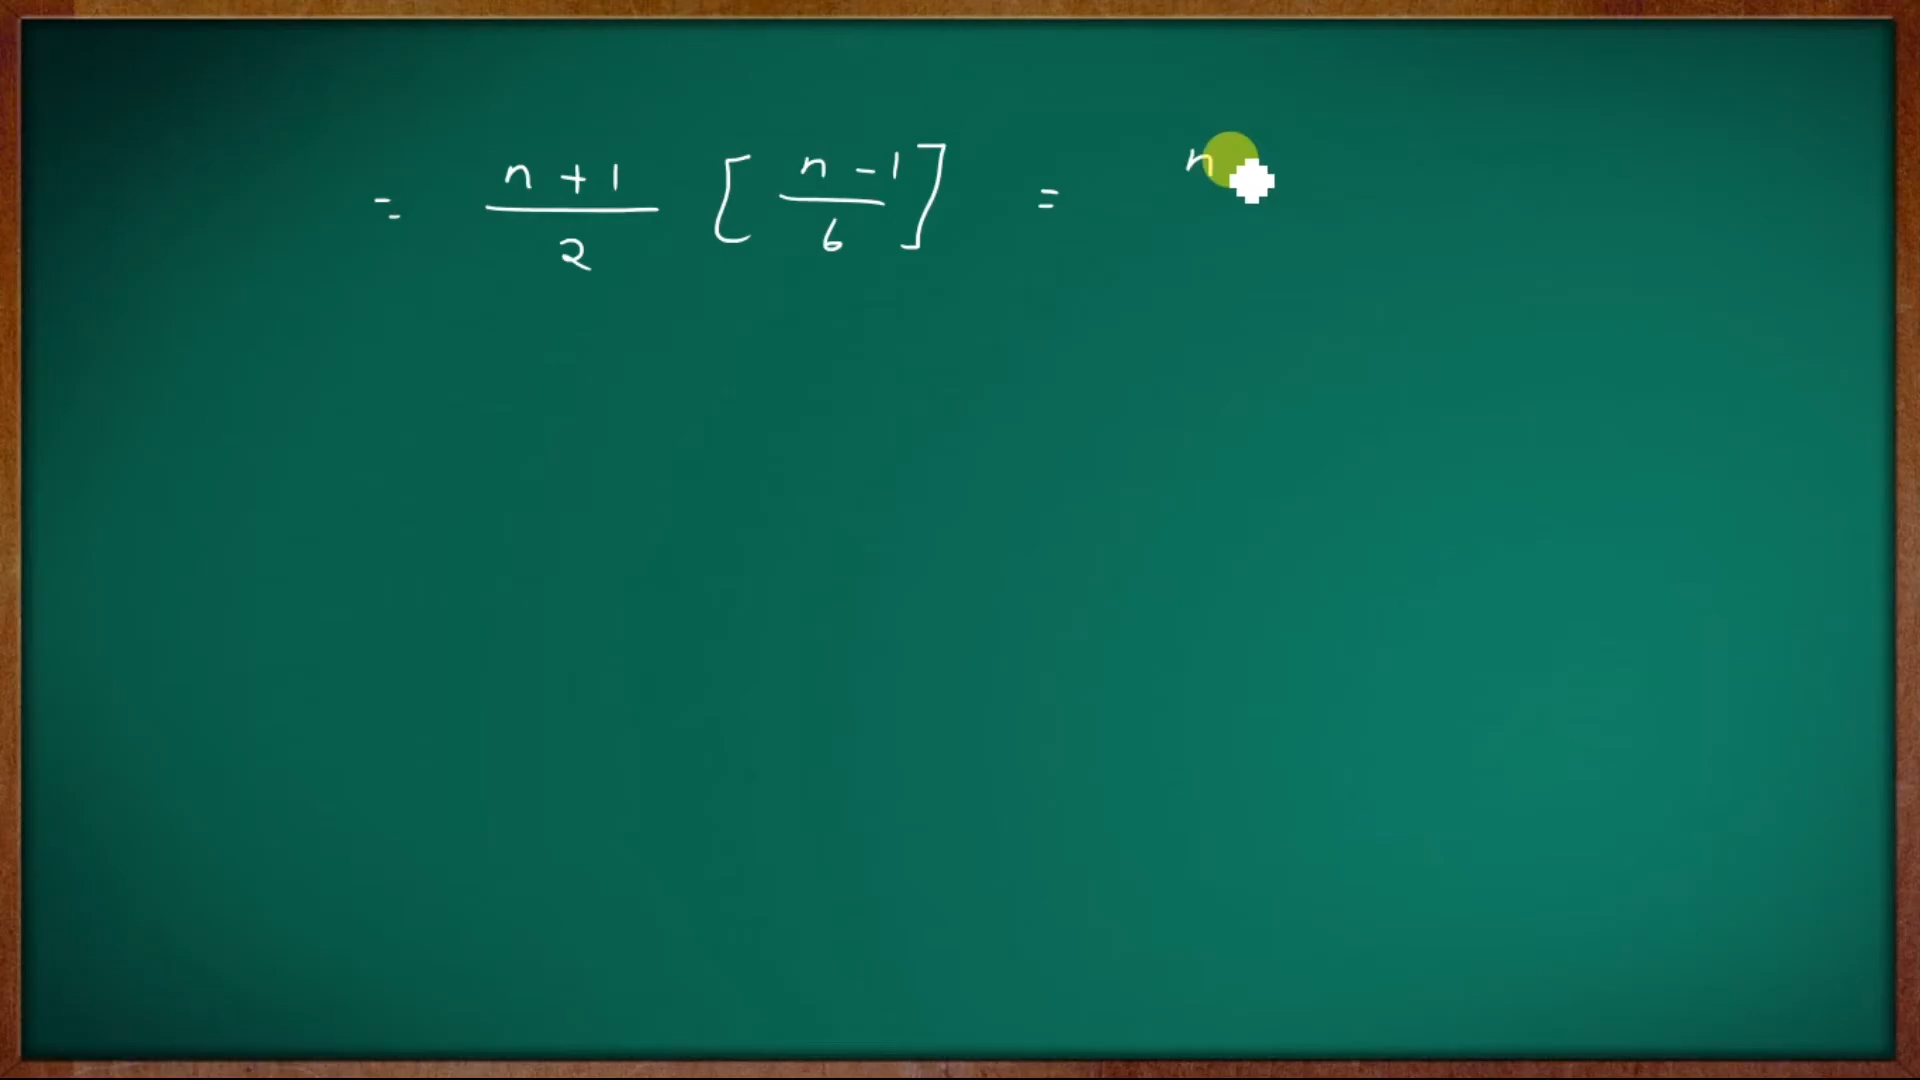 = n + 1 / 2 [ n - 1 / 6 ] = n